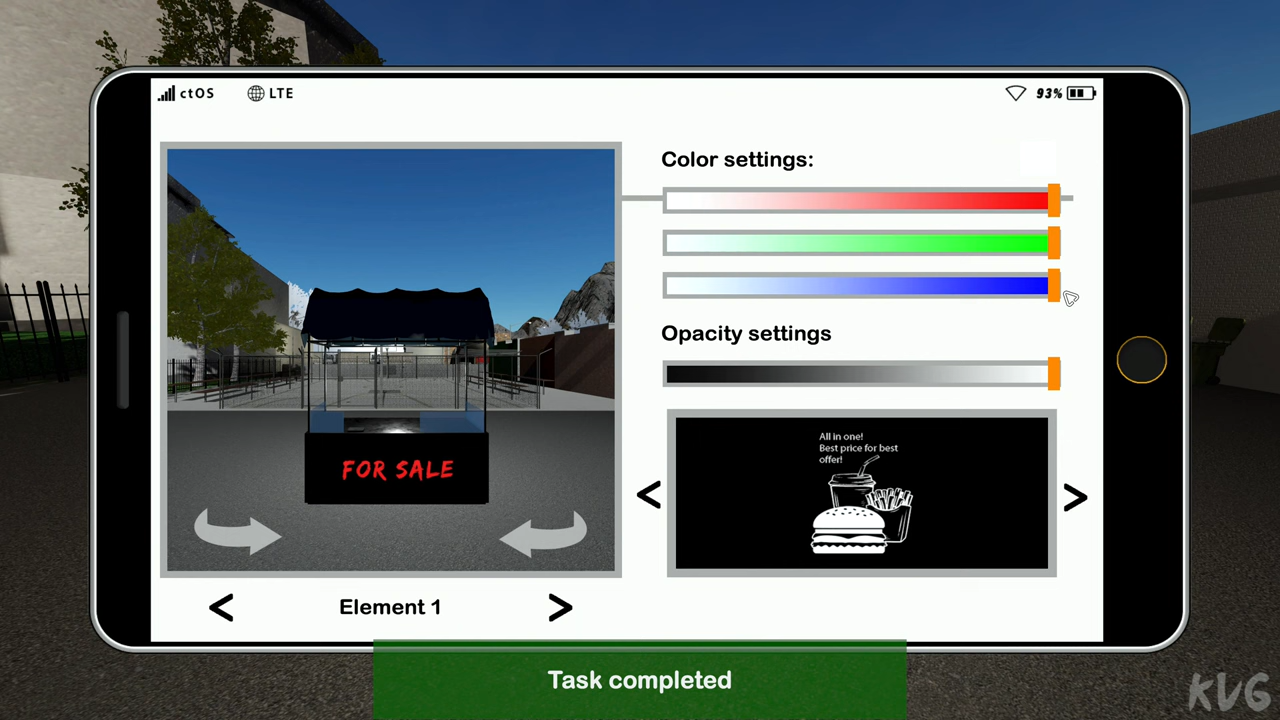 ctOS LTE 93%
Color settings:
Opacity settings
FOR SALE
All in one!
Best price for best
offer!
Element 1
Task completed
KVG